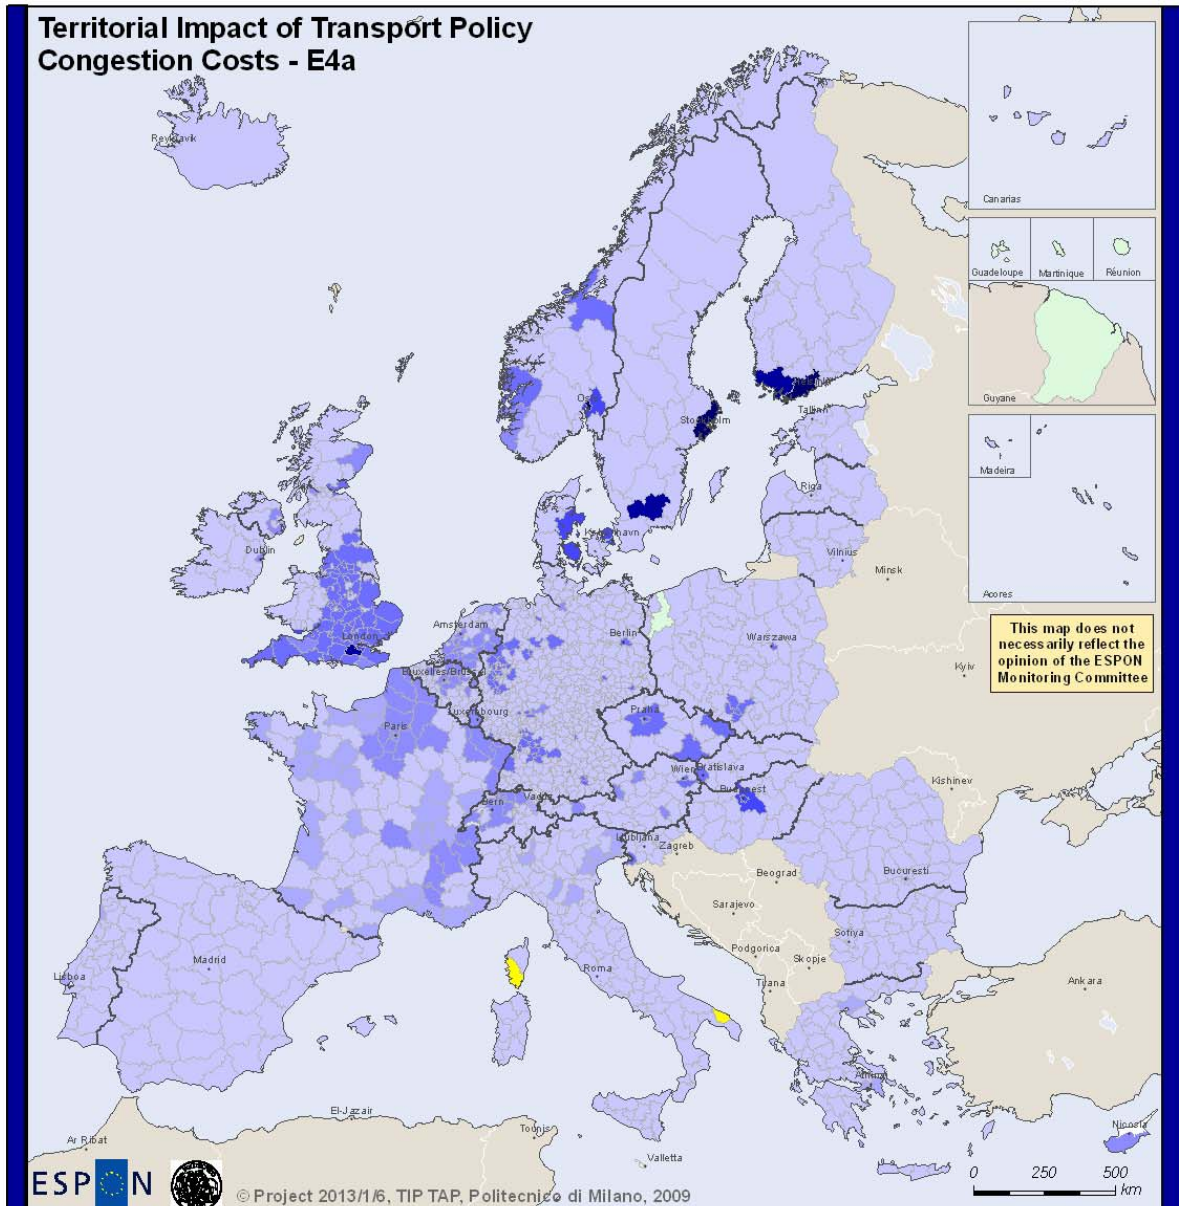 Territorial Impact of Transport Policy
Congestion Costs - E4a
Reykjavik
Canarias
Guadeloupe
Martinique
Réunion
Guyane
Madeira
Acores
This map does not
necessarily reflect the
opinion of the ESPON
Monitoring Committee
Stockholm
Tallinn
Riga
Vilnius
Minsk
Dublin
London
Amsterdam
Berlin
Warszawa
Kyiv
Bruxelles/Brussel
Luxembourg
Paris
Praha
Wien
Bratislava
Budapest
Kishinev
Bern
Ljubljana
Zagreb
Beograd
Bucuresti
Sarajevo
Podgorica
Sofiya
Skopje
Tirana
Ankara
Madrid
Lisboa
Roma
Nicosia
El-Jazair
Tounis
Ar Ribat
Valletta
0 250 500
km
ESPON
© Project 2013/1/6, TIP TAP, Politecnico di Milano, 2009